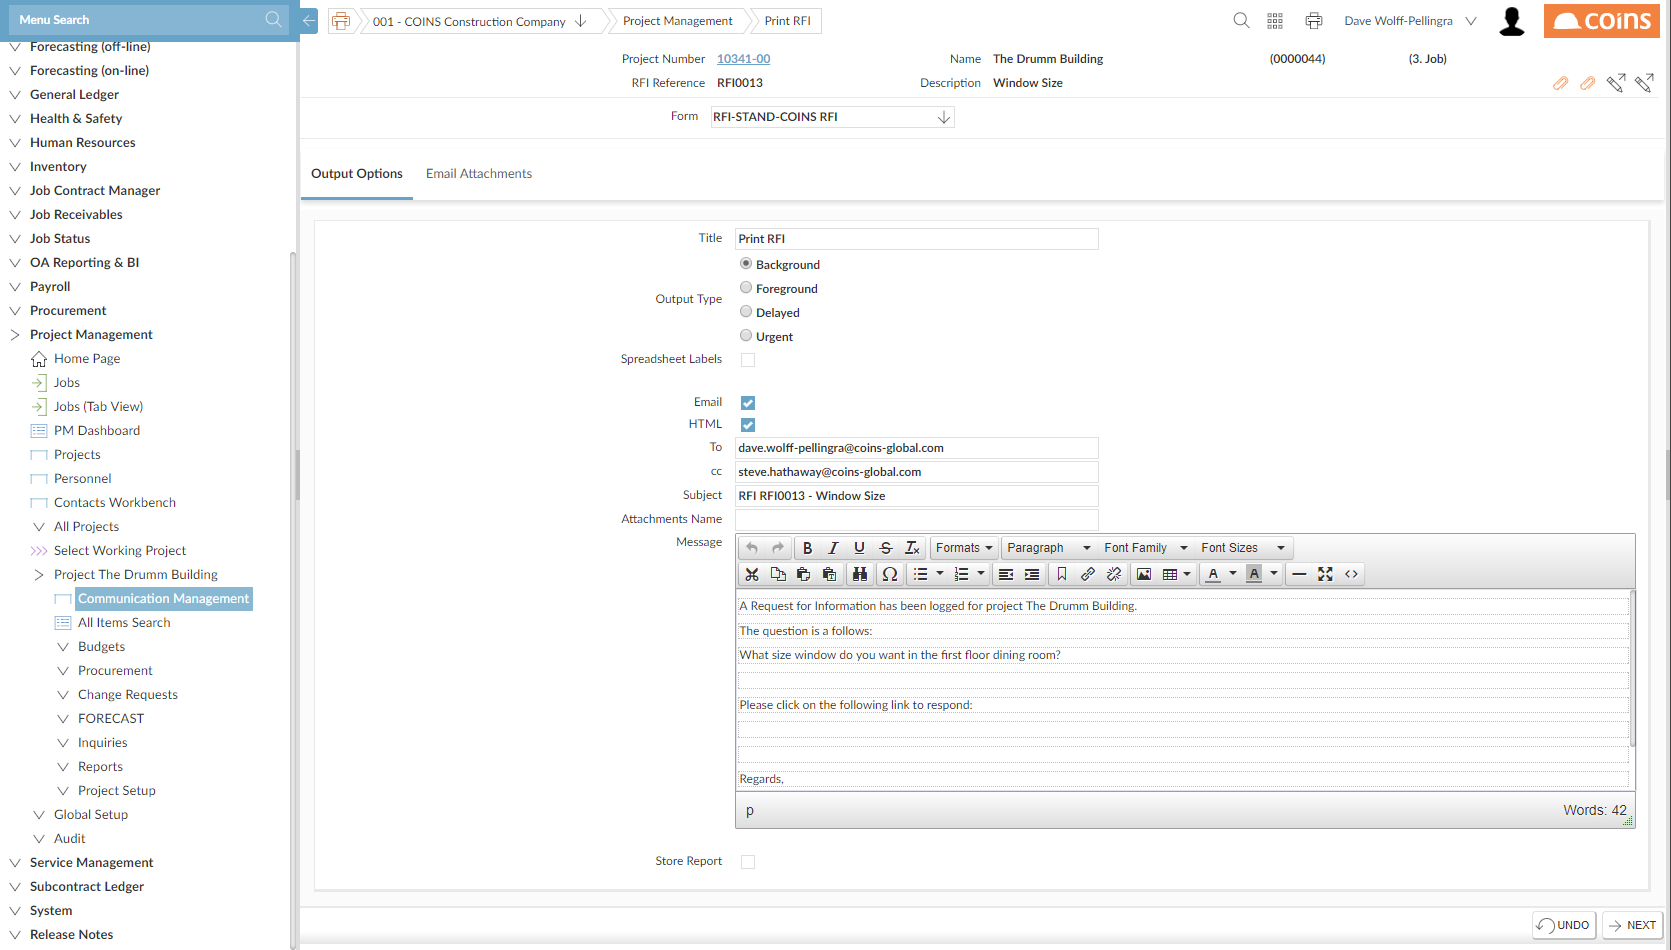 Menu Search
001 - COINS Construction Company
Project Management
Print RFI
Dave Wolff-Pellingra
COINS
Forecasting (off-line)
Forecasting (on-line)
General Ledger
Health & Safety
Human Resources
Inventory
Job Contract Manager
Job Receivables
Job Status
OA Reporting & BI
Payroll
Procurement
Project Management
Home Page
Jobs
Jobs (Tab View)
PM Dashboard
Projects
Personnel
Contacts Workbench
All Projects
Select Working Project
Project The Drumm Building
Communication Management
All Items Search
Budgets
Procurement
Change Requests
FORECAST
Inquiries
Reports
Project Setup
Global Setup
Audit
Service Management
Subcontract Ledger
System
Release Notes
Project Number 10341-00 Name The Drumm Building (0000044) (3. Job)
RFI Reference RFI0013 Description Window Size
Form RFI-STAND-COINS RFI
Output Options Email Attachments
Title Print RFI
Output Type
Background
Foreground
Delayed
Urgent
Spreadsheet Labels
Email
HTML
To dave.wolff-pellingra@coins-global.com
cc steve.hathaway@coins-global.com
Subject RFI RFI0013 - Window Size
Attachments Name
Message
B I U S Tx Formats Paragraph Font Family Font Sizes
Ω A A
A Request for Information has been logged for project The Drumm Building.
The question is a follows:
What size window do you want in the first floor dining room?
Please click on the following link to respond:
Regards,
p Words: 42
Store Report
UNDO NEXT